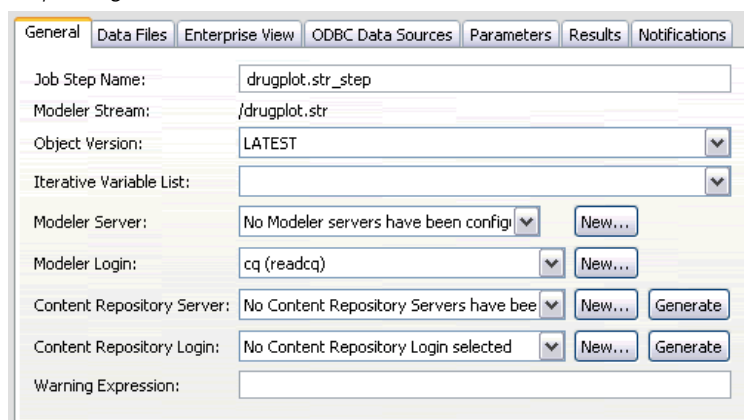 General Data Files Enterprise View ODBC Data Sources Parameters Results Notifications
Job Step Name: drugplot.str_step
Modeler Stream: /drugplot.str
Object Version: LATEST
Iterative Variable List:
Modeler Server: No Modeler servers have been config New...
Modeler Login: cq (readcq) New...
Content Repository Server: No Content Repository Servers have bee New... Generate
Content Repository Login: No Content Repository Login selected New... Generate
Warning Expression: